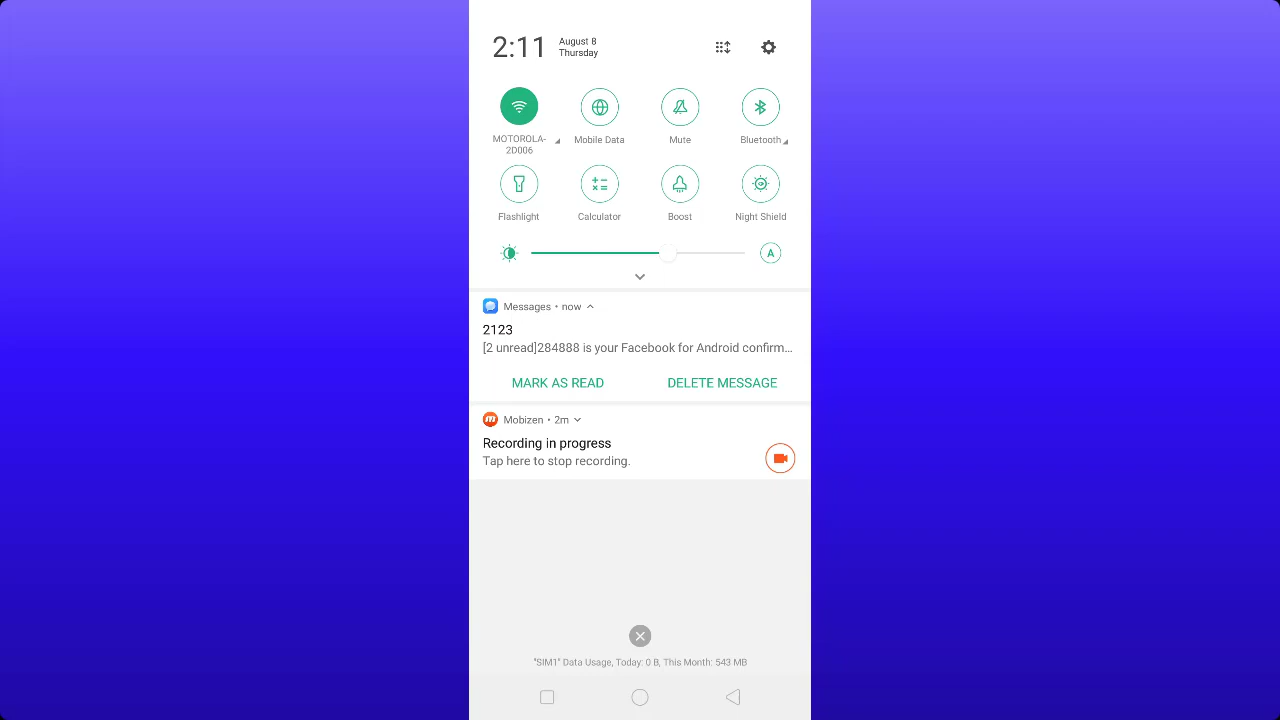 2:11
August 8
Thursday
MOTOROLA-
2D006
Mobile Data
Mute
Bluetooth
Flashlight
Calculator
Boost
Night Shield
A
Messages • now
2123
[2 unread]284888 is your Facebook for Android confirm...
MARK AS READ
DELETE MESSAGE
Mobizen • 2m
Recording in progress
Tap here to stop recording.
"SIM1" Data Usage, Today: 0 B, This Month: 543 MB